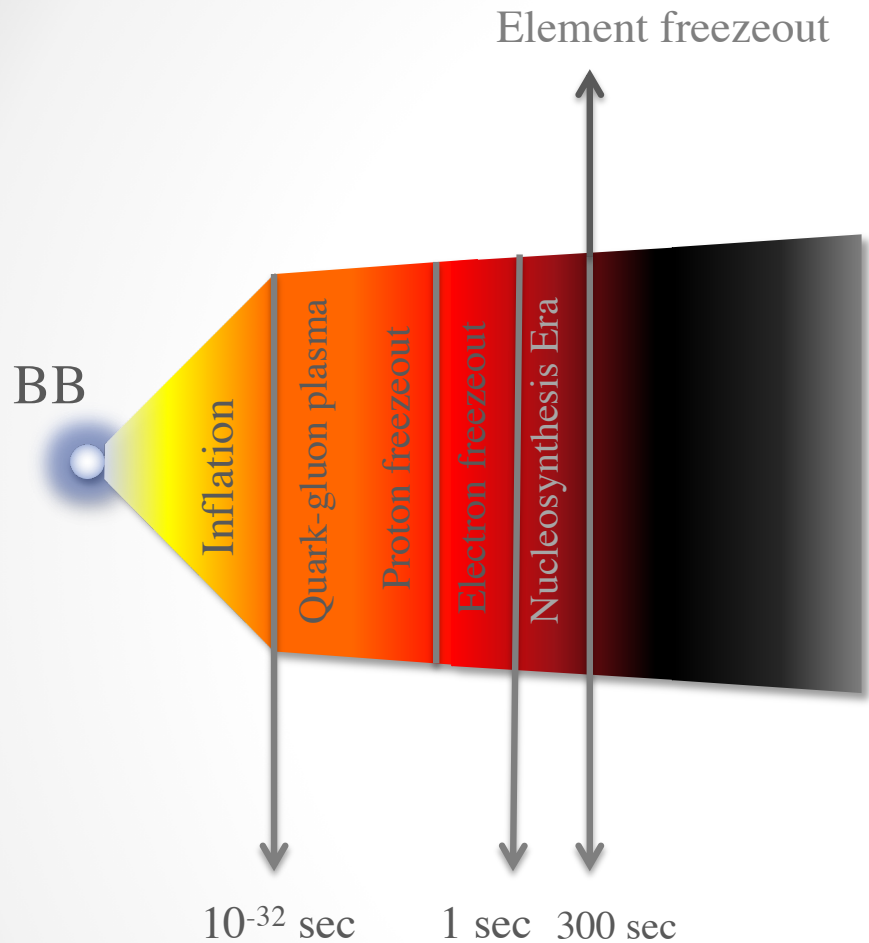 Element freezeout
BB
Inflation
Quark-gluon plasma
Proton freezeout
Electron freezeout
Nucleosynthesis Era
10⁻³² sec
1 sec
300 sec